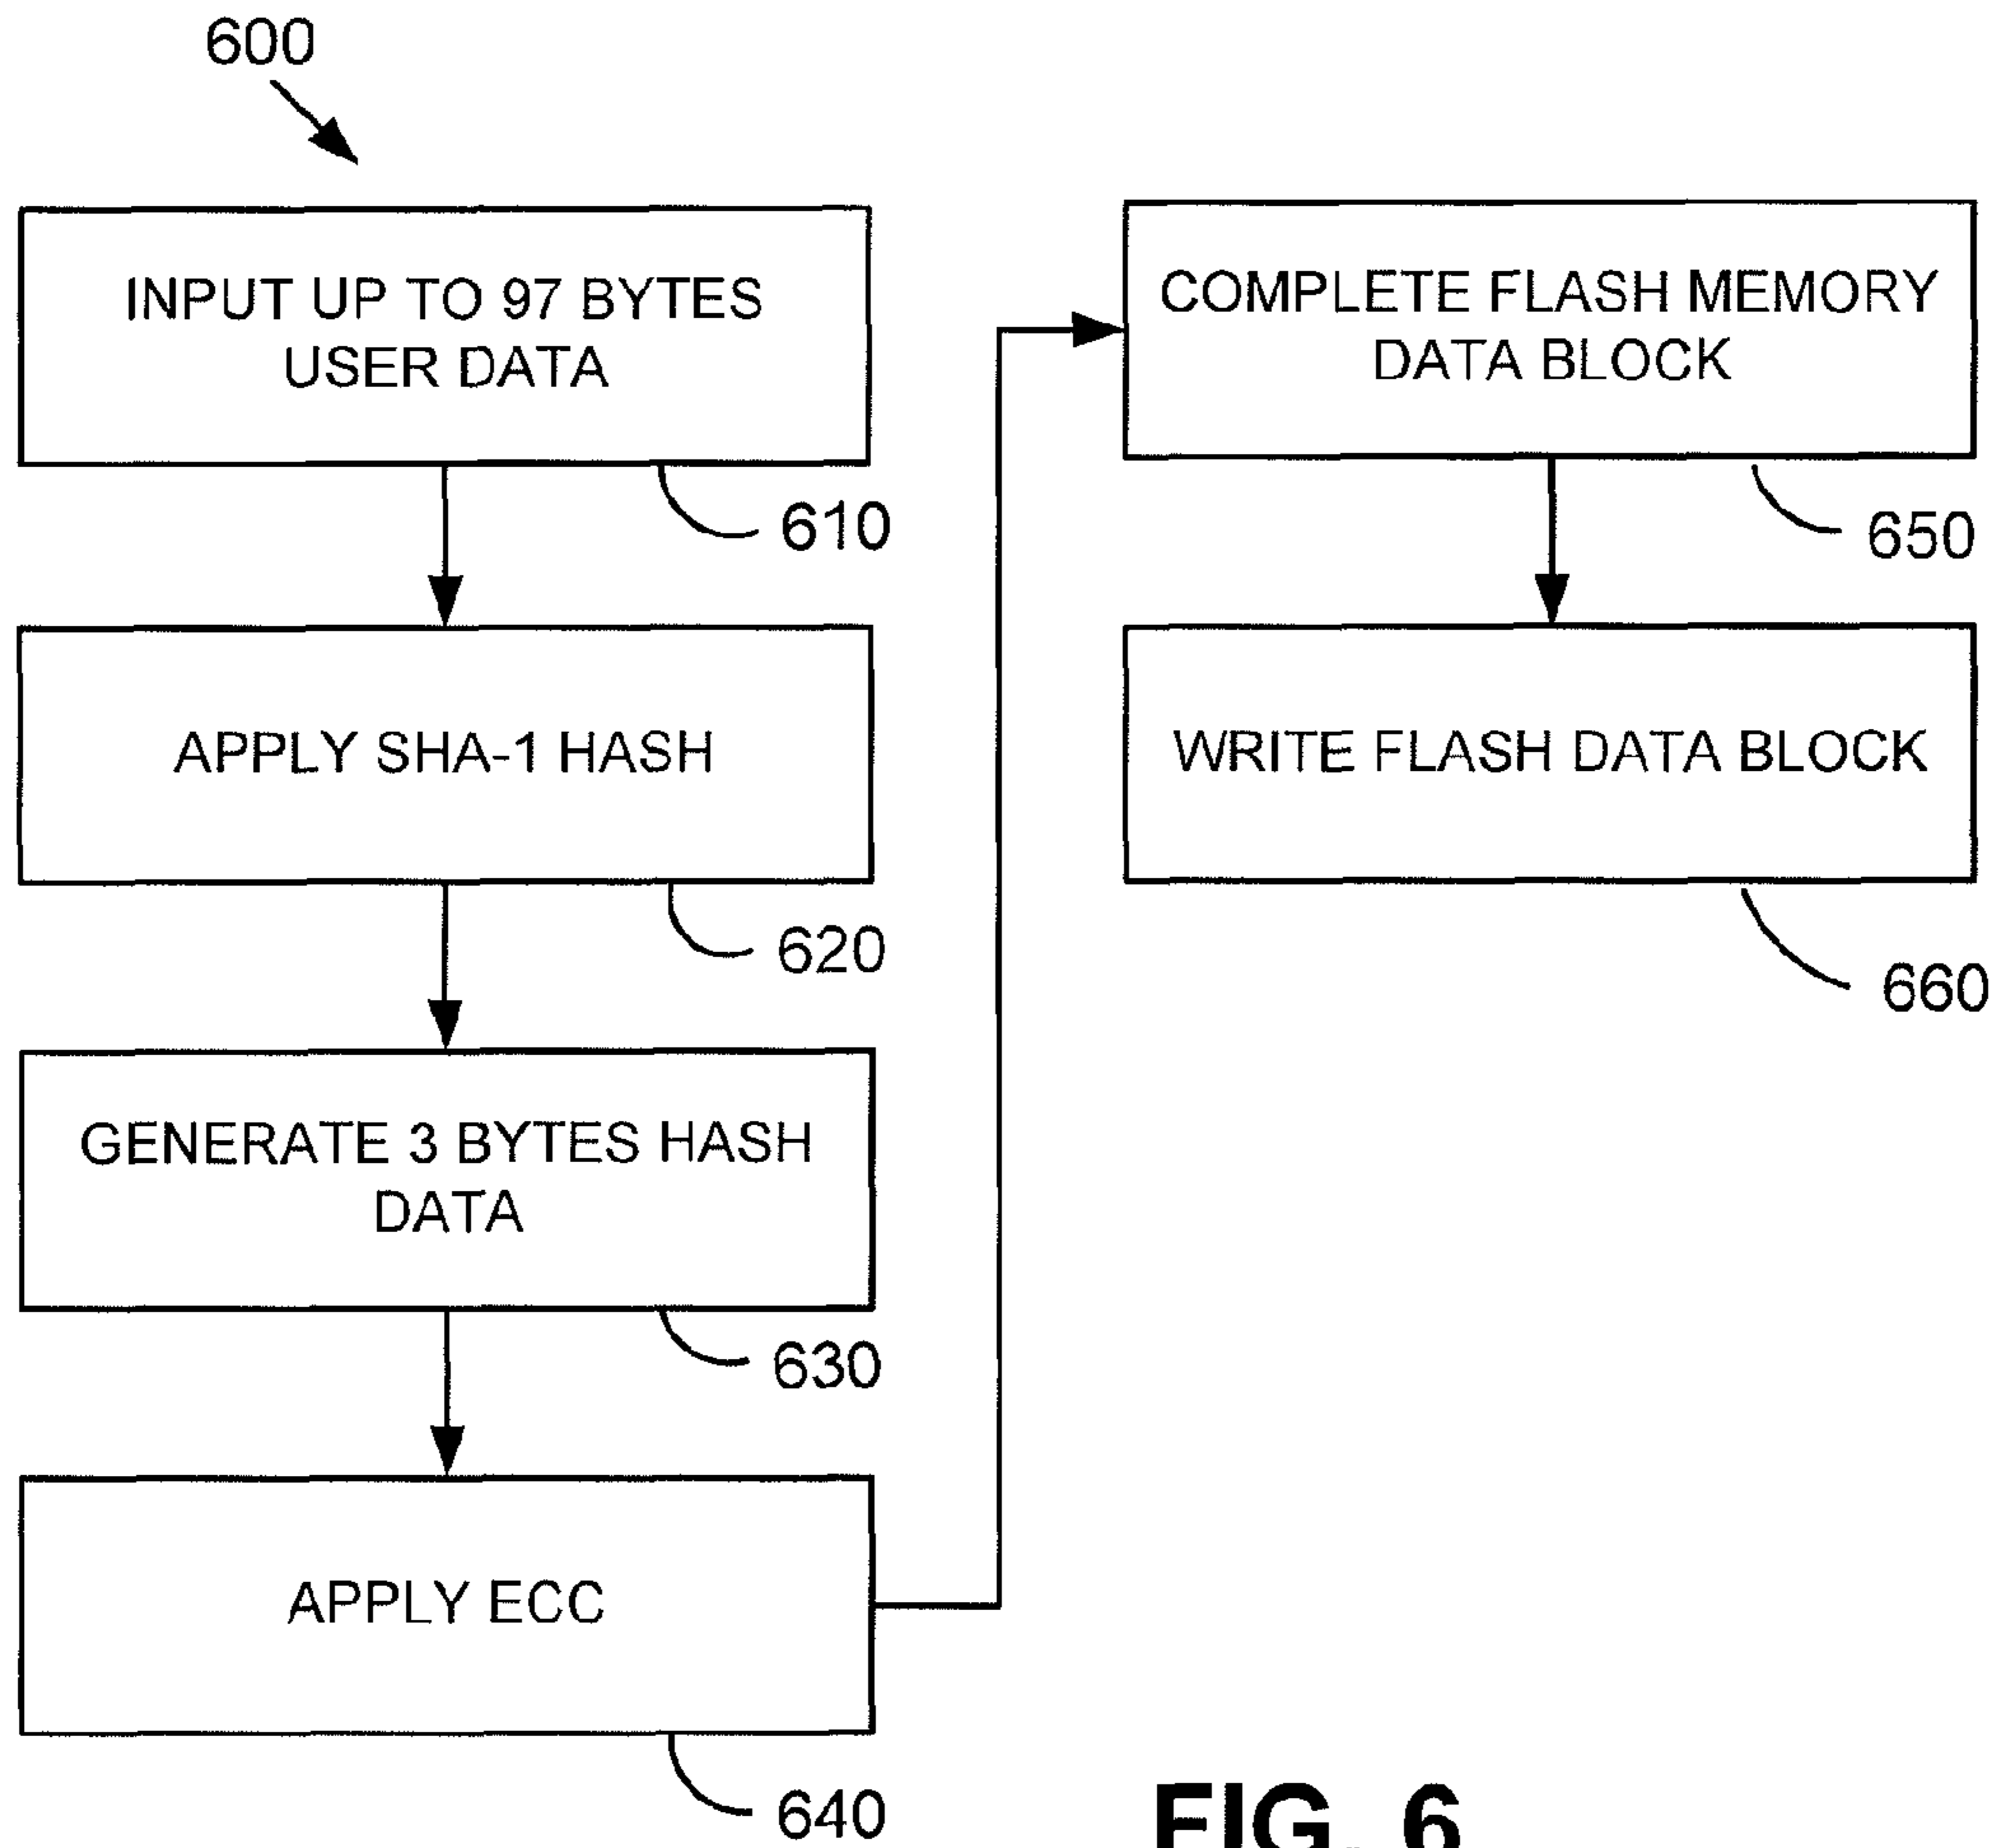 600
INPUT UP TO 97 BYTES
USER DATA
610
APPLY SHA-1 HASH
620
GENERATE 3 BYTES HASH
DATA
630
APPLY ECC
640
COMPLETE FLASH MEMORY
DATA BLOCK
650
WRITE FLASH DATA BLOCK
660
FIG. 6